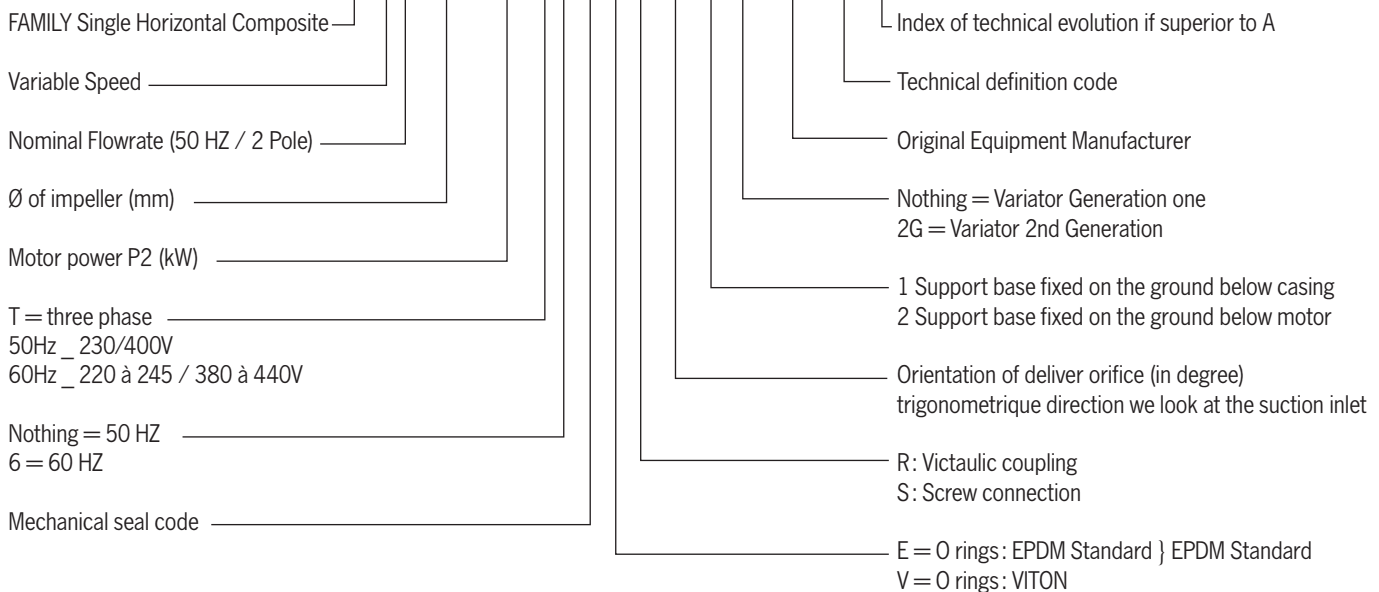 FAMILY Single Horizontal Composite
Variable Speed
Nominal Flowrate (50 HZ / 2 Pole)
Ø of impeller (mm)
Motor power P2 (kW)
T = three phase
50Hz _ 230/400V
60Hz _ 220 à 245 / 380 à 440V
Nothing = 50 HZ
6 = 60 HZ
Mechanical seal code
Index of technical evolution if superior to A
Technical definition code
Original Equipment Manufacturer
Nothing = Variator Generation one
2G = Variator 2nd Generation
1 Support base fixed on the ground below casing
2 Support base fixed on the ground below motor
Orientation of deliver orifice (in degree)
trigonometrique direction we look at the suction inlet
R: Victaulic coupling
S: Screw connection
E = O rings: EPDM Standard } EPDM Standard
V = O rings: VITON